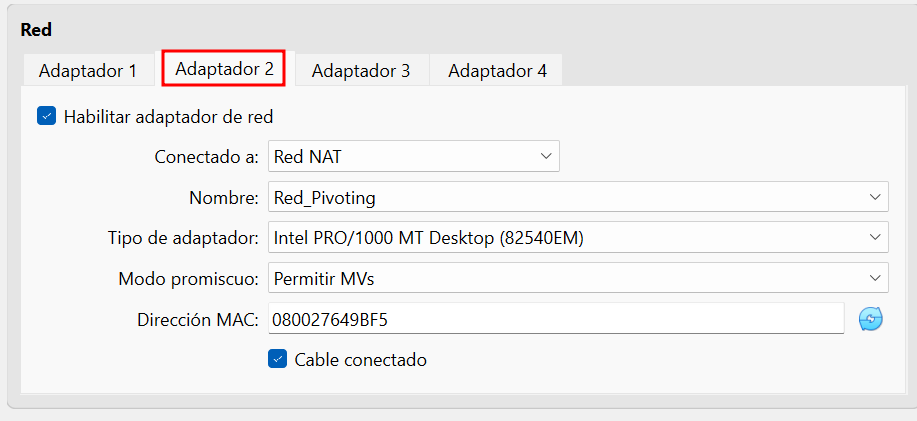 Red
Adaptador 1 Adaptador 2 Adaptador 3 Adaptador 4
Habilitar adaptador de red
Conectado a: Red NAT
Nombre: Red_Pivoting
Tipo de adaptador: Intel PRO/1000 MT Desktop (82540EM)
Modo promiscuo: Permitir MVs
Dirección MAC: 080027649BF5
Cable conectado